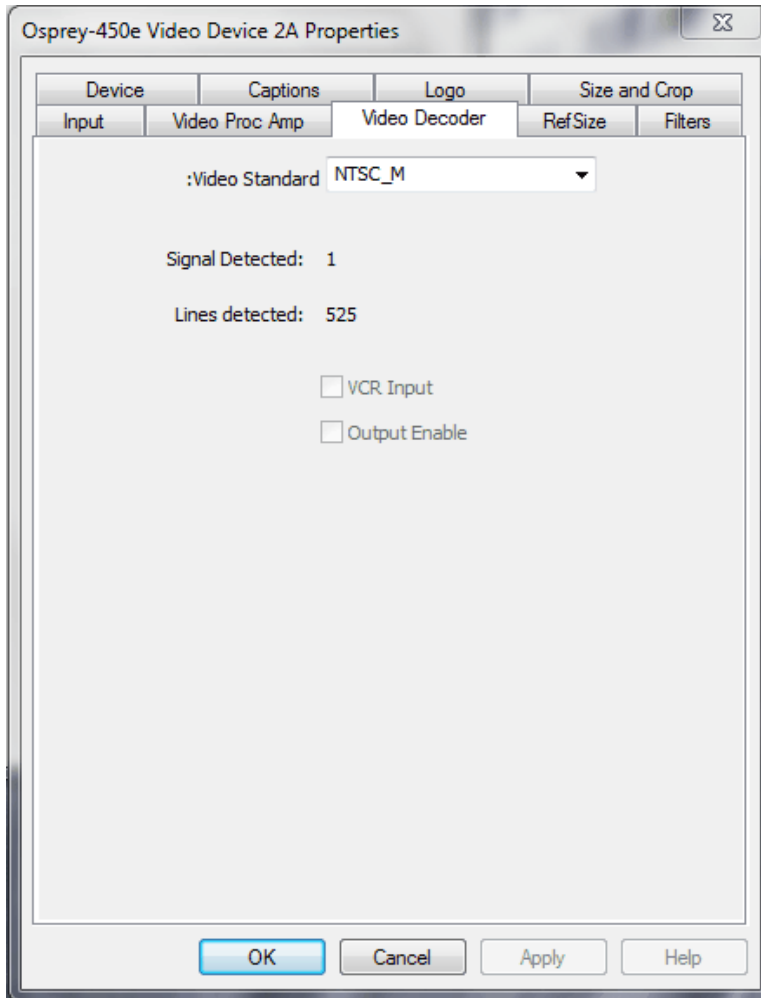 Osprey-450e Video Device 2A Properties
Device Captions Logo Size and Crop
Input Video Proc Amp Video Decoder RefSize Filters
:Video Standard NTSC_M
Signal Detected: 1
Lines detected: 525
VCR Input
Output Enable
OK Cancel Apply Help